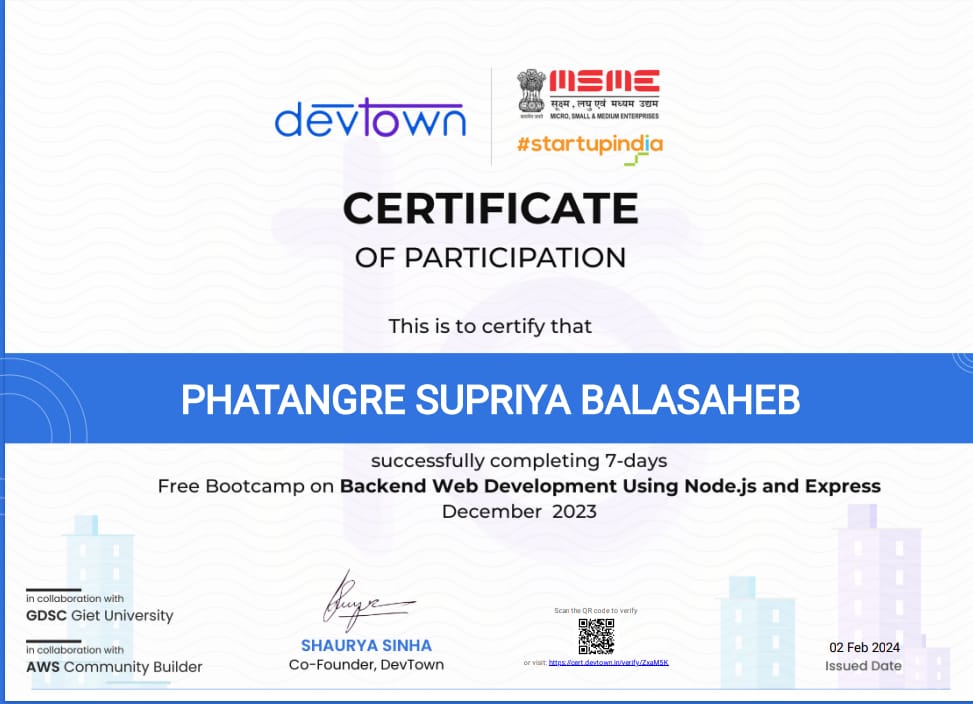 devtown
MSME
सूक्ष्म, लघु एवं मध्यम उद्यम
MICRO, SMALL & MEDIUM ENTERPRISES
#startupindia
CERTIFICATE
OF PARTICIPATION
This is to certify that
PHATANGRE SUPRIYA BALASAHEB
successfully completing 7-days
Free Bootcamp on Backend Web Development Using Node.js and Express
December 2023
in collaboration with
GDSC Giet University
in collaboration with
AWS Community Builder
SHAURYA SINHA
Co-Founder, DevTown
Scan the QR code to verify
or visit: https://cert.devtown.in/verify/ZxaM5K
02 Feb 2024
Issued Date